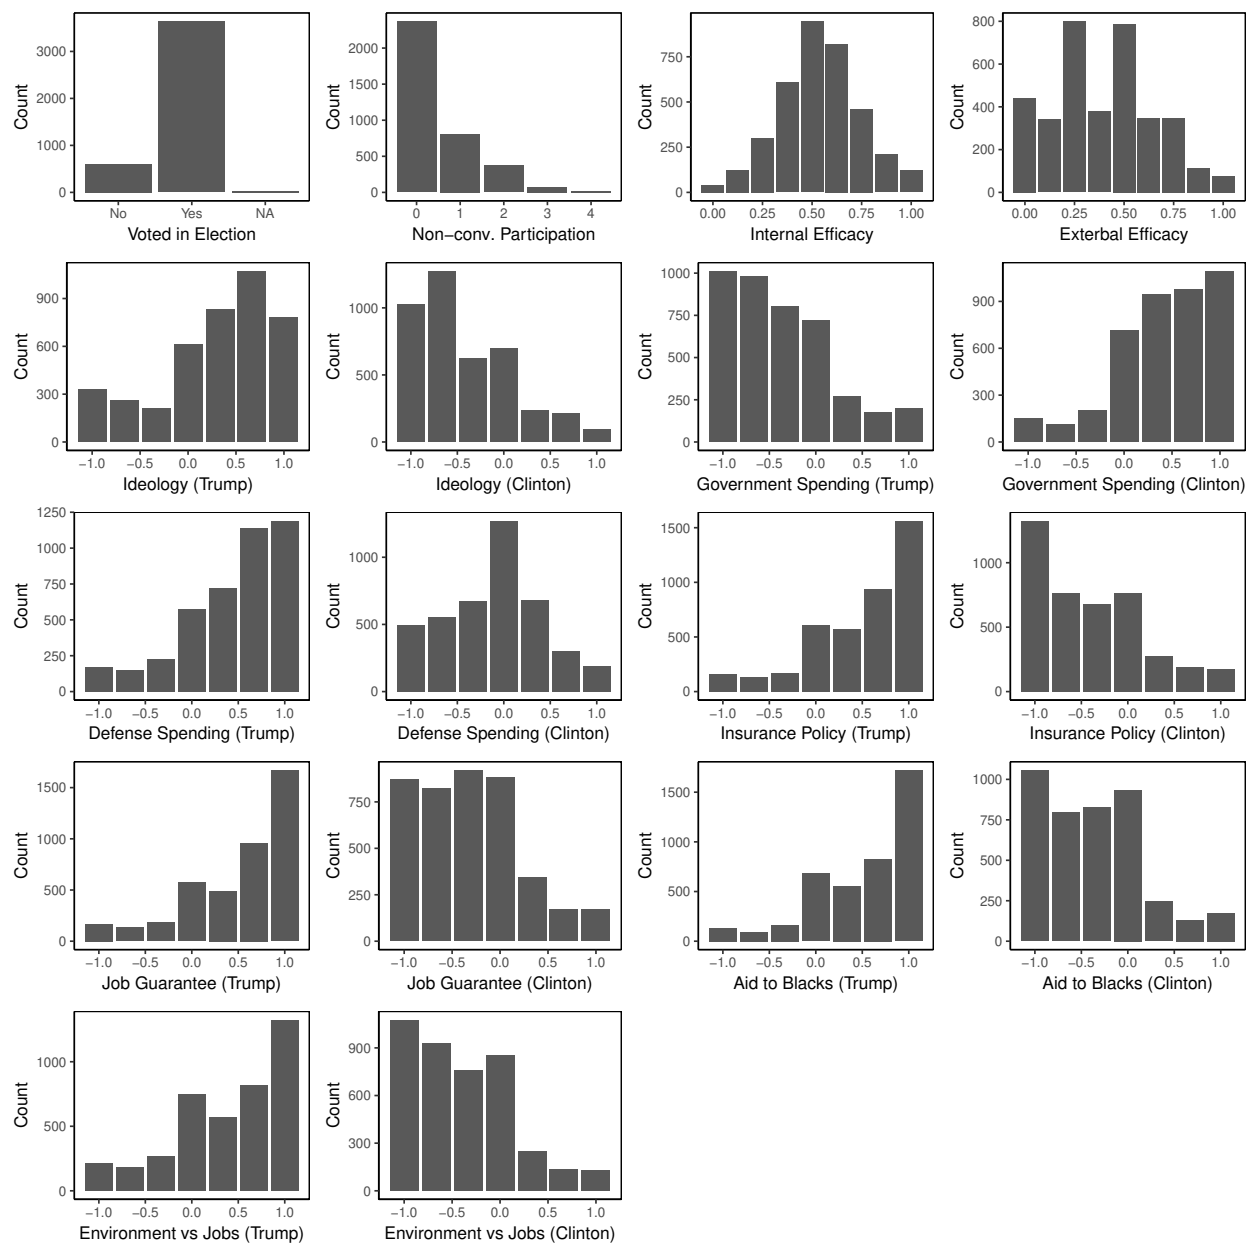 Count
3000
2000
1000
0
No Yes NA
Voted in Election
Count
2000
1500
1000
500
0
0 1 2 3 4
Non−conv. Participation
Count
750
500
250
0
0.00 0.25 0.50 0.75 1.00
Internal Efficacy
Count
800
600
400
200
0
0.00 0.25 0.50 0.75 1.00
Exterbal Efficacy
Count
900
600
300
0
−1.0 −0.5 0.0 0.5 1.0
Ideology (Trump)
Count
1000
500
0
−1.0 −0.5 0.0 0.5 1.0
Ideology (Clinton)
Count
1000
750
500
250
0
−1.0 −0.5 0.0 0.5 1.0
Government Spending (Trump)
Count
900
600
300
0
−1.0 −0.5 0.0 0.5 1.0
Government Spending (Clinton)
Count
1250
1000
750
500
250
0
−1.0 −0.5 0.0 0.5 1.0
Defense Spending (Trump)
Count
1000
500
0
−1.0 −0.5 0.0 0.5 1.0
Defense Spending (Clinton)
Count
1500
1000
500
0
−1.0 −0.5 0.0 0.5 1.0
Insurance Policy (Trump)
Count
1000
500
0
−1.0 −0.5 0.0 0.5 1.0
Insurance Policy (Clinton)
Count
1500
1000
500
0
−1.0 −0.5 0.0 0.5 1.0
Job Guarantee (Trump)
Count
750
500
250
0
−1.0 −0.5 0.0 0.5 1.0
Job Guarantee (Clinton)
Count
1500
1000
500
0
−1.0 −0.5 0.0 0.5 1.0
Aid to Blacks (Trump)
Count
1000
750
500
250
0
−1.0 −0.5 0.0 0.5 1.0
Aid to Blacks (Clinton)
Count
1000
500
0
−1.0 −0.5 0.0 0.5 1.0
Environment vs Jobs (Trump)
Count
900
600
300
0
−1.0 −0.5 0.0 0.5 1.0
Environment vs Jobs (Clinton)